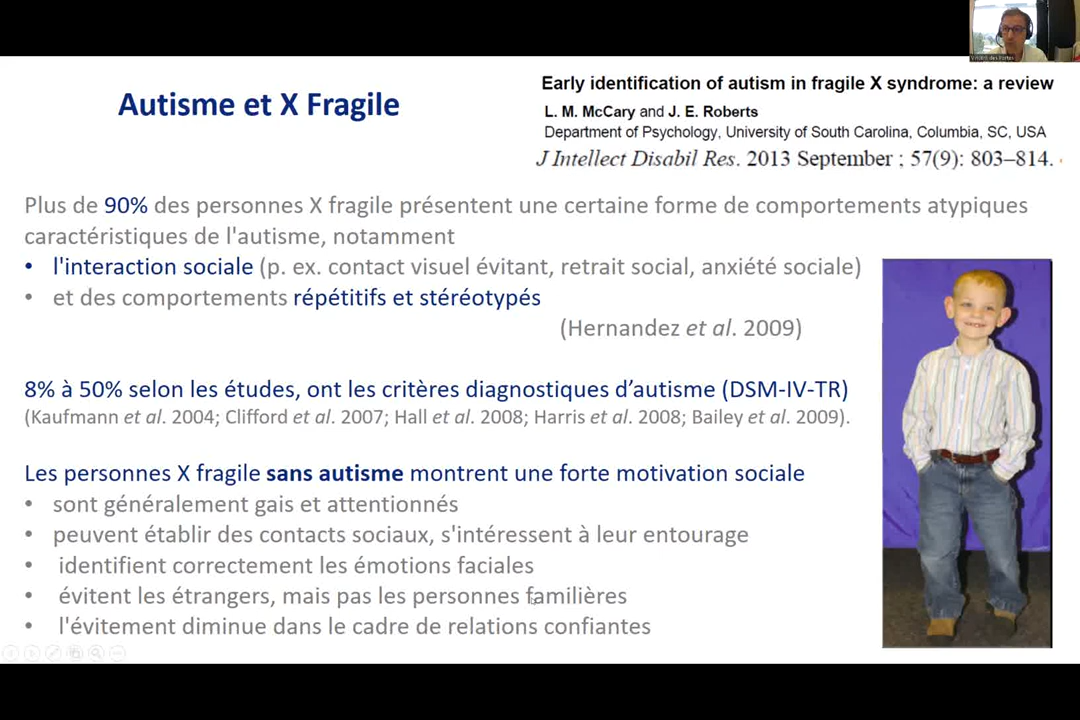 Vincent des Portes
Early identification of autism in fragile X syndrome: a review
Autisme et X Fragile
L. M. McCary and J. E. Roberts
Department of Psychology, University of South Carolina, Columbia, SC, USA
J Intellect Disabil Res. 2013 September ; 57(9): 803–814.
Plus de 90% des personnes X fragile présentent une certaine forme de comportements atypiques
caractéristiques de l'autisme, notamment
• l'interaction sociale (p. ex. contact visuel évitant, retrait social, anxiété sociale)
• et des comportements répétitifs et stéréotypés
(Hernandez et al. 2009)
8% à 50% selon les études, ont les critères diagnostiques d’autisme (DSM-IV-TR)
(Kaufmann et al. 2004; Clifford et al. 2007; Hall et al. 2008; Harris et al. 2008; Bailey et al. 2009).
Les personnes X fragile sans autisme montrent une forte motivation sociale
• sont généralement gais et attentionnés
• peuvent établir des contacts sociaux, s'intéressent à leur entourage
• identifient correctement les émotions faciales
• évitent les étrangers, mais pas les personnes familières
• l'évitement diminue dans le cadre de relations confiantes